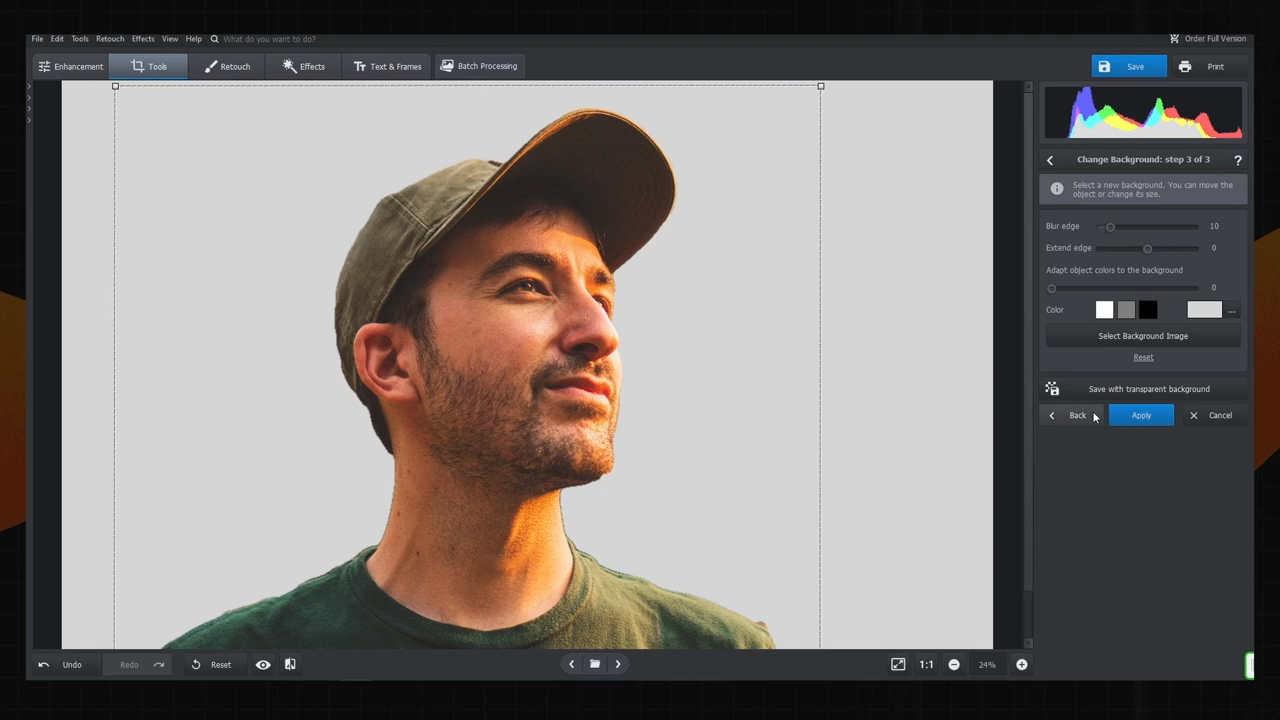 File Edit Tools Retouch Effects View Help What do you want to do? Order Full Version
Enhancement Tools Retouch Effects Text & Frames Batch Processing Save Print
Change Background: step 3 of 3 ?
Select a new background. You can move the
object or change its size.
Blur edge 10
Extend edge 0
Adapt object colors to the background
0
Color ...
Select Background Image
Reset
Save with transparent background
Back Apply Cancel
Undo Redo Reset 1:1 24%